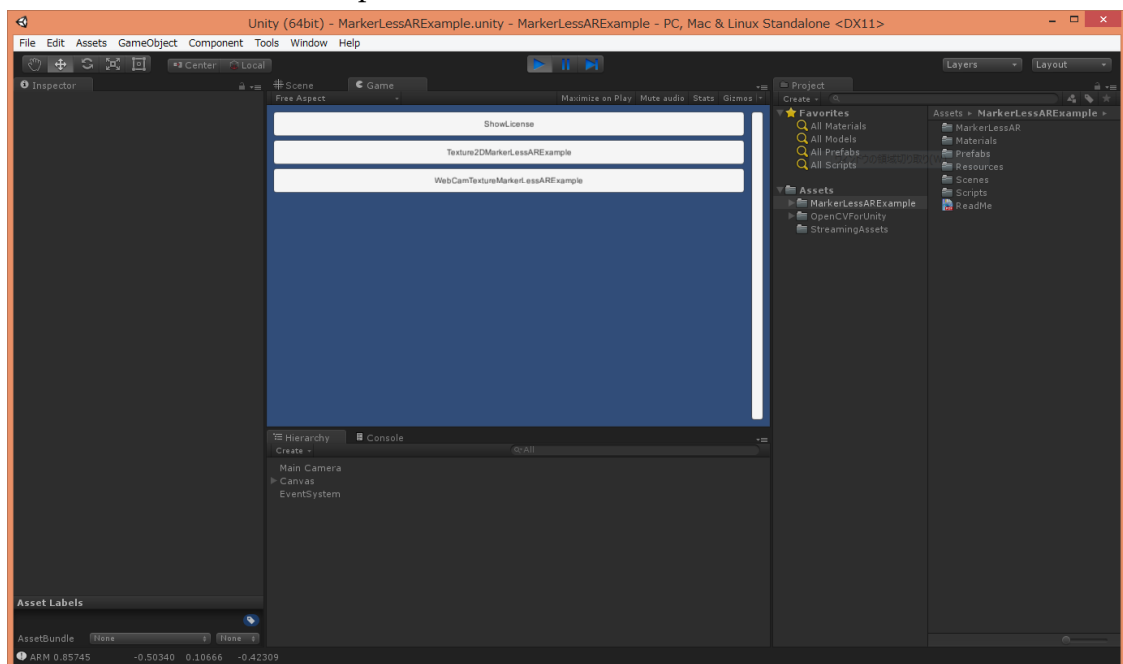 Unity (64bit) - MarkerLessARExample.unity - MarkerLessARExample - PC, Mac & Linux Standalone <DX11>
File Edit Assets GameObject Component Tools Window Help
Center Local
Layers Layout
Inspector
Scene Game
Free Aspect Maximize on Play Mute audio Stats Gizmos
ShowLicense
Texture2DMarkerLessARExample
WebCamTextureMarkerLessARExample
Hierarchy Console
Create All
Main Camera
Canvas
EventSystem
Project
Create
Favorites
All Materials
All Models
All Prefabs
All Scripts
Assets
MarkerLessARExample
OpenCVForUnity
StreamingAssets
Assets MarkerLessARExample
MarkerLessAR
Materials
Prefabs
Resources
Scenes
Scripts
ReadMe
Asset Labels
AssetBundle None None
ARM 0.85745 -0.50340 0.10666 -0.42309